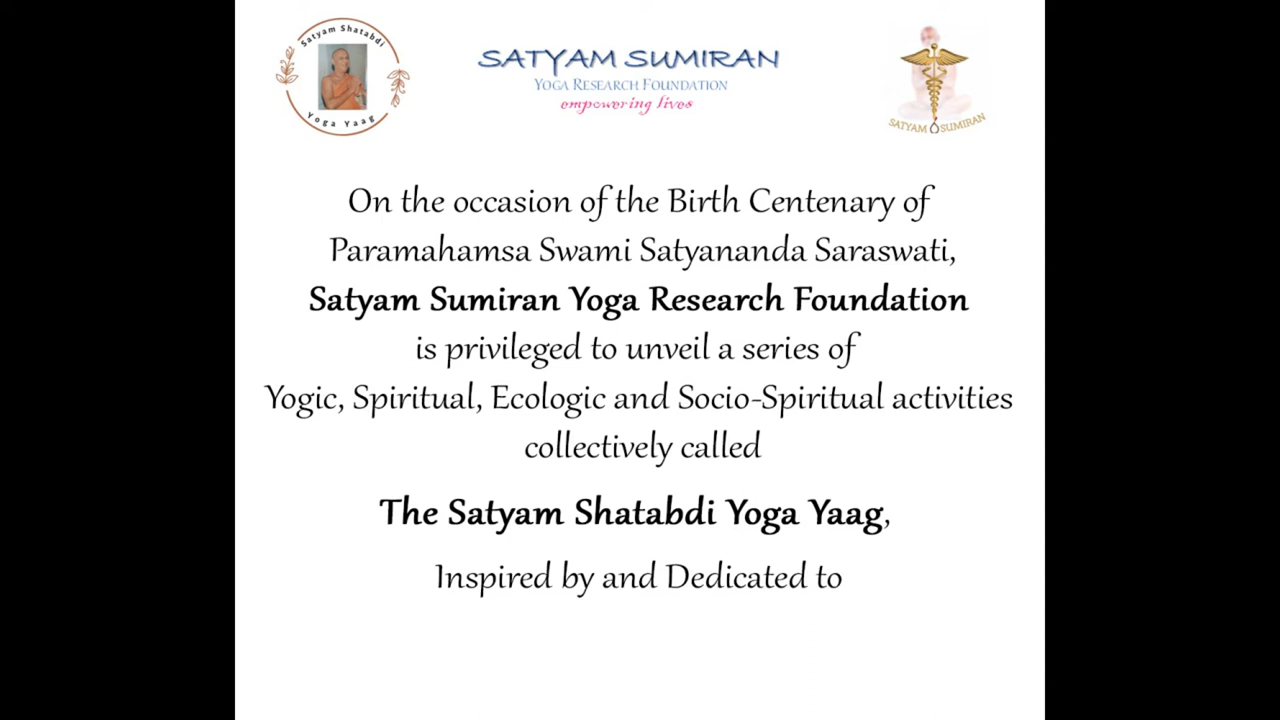 Satyam Shatabdi
Yoga Yaag
SATYAM SUMIRAN
YOGA RESEARCH FOUNDATION
empowering lives
SATYAM SUMIRAN
On the occasion of the Birth Centenary of
Paramahamsa Swami Satyananda Saraswati,
Satyam Sumiran Yoga Research Foundation
is privileged to unveil a series of
Yogic, Spiritual, Ecologic and Socio-Spiritual activities
collectively called
The Satyam Shatabdi Yoga Yaag,
Inspired by and Dedicated to